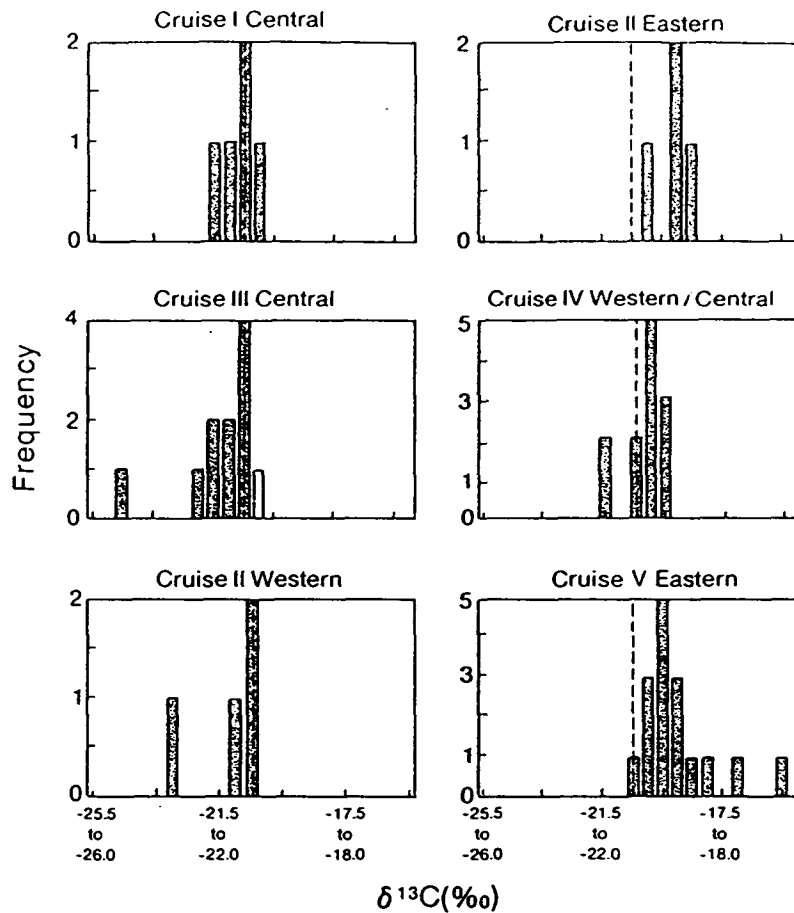 Cruise I Central
2
1
0
Cruise II Eastern
2
1
0
Cruise III Central
4
2
0
Cruise IV Western/Central
5
3
1
0
Cruise II Western
2
1
0
-25.5
to
-26.0
-21.5
to
-22.0
-17.5
to
-18.0
Cruise V Eastern
5
3
1
0
-25.5
to
-26.0
-21.5
to
-22.0
-17.5
to
-18.0
Frequency
δ ¹³C(‰)